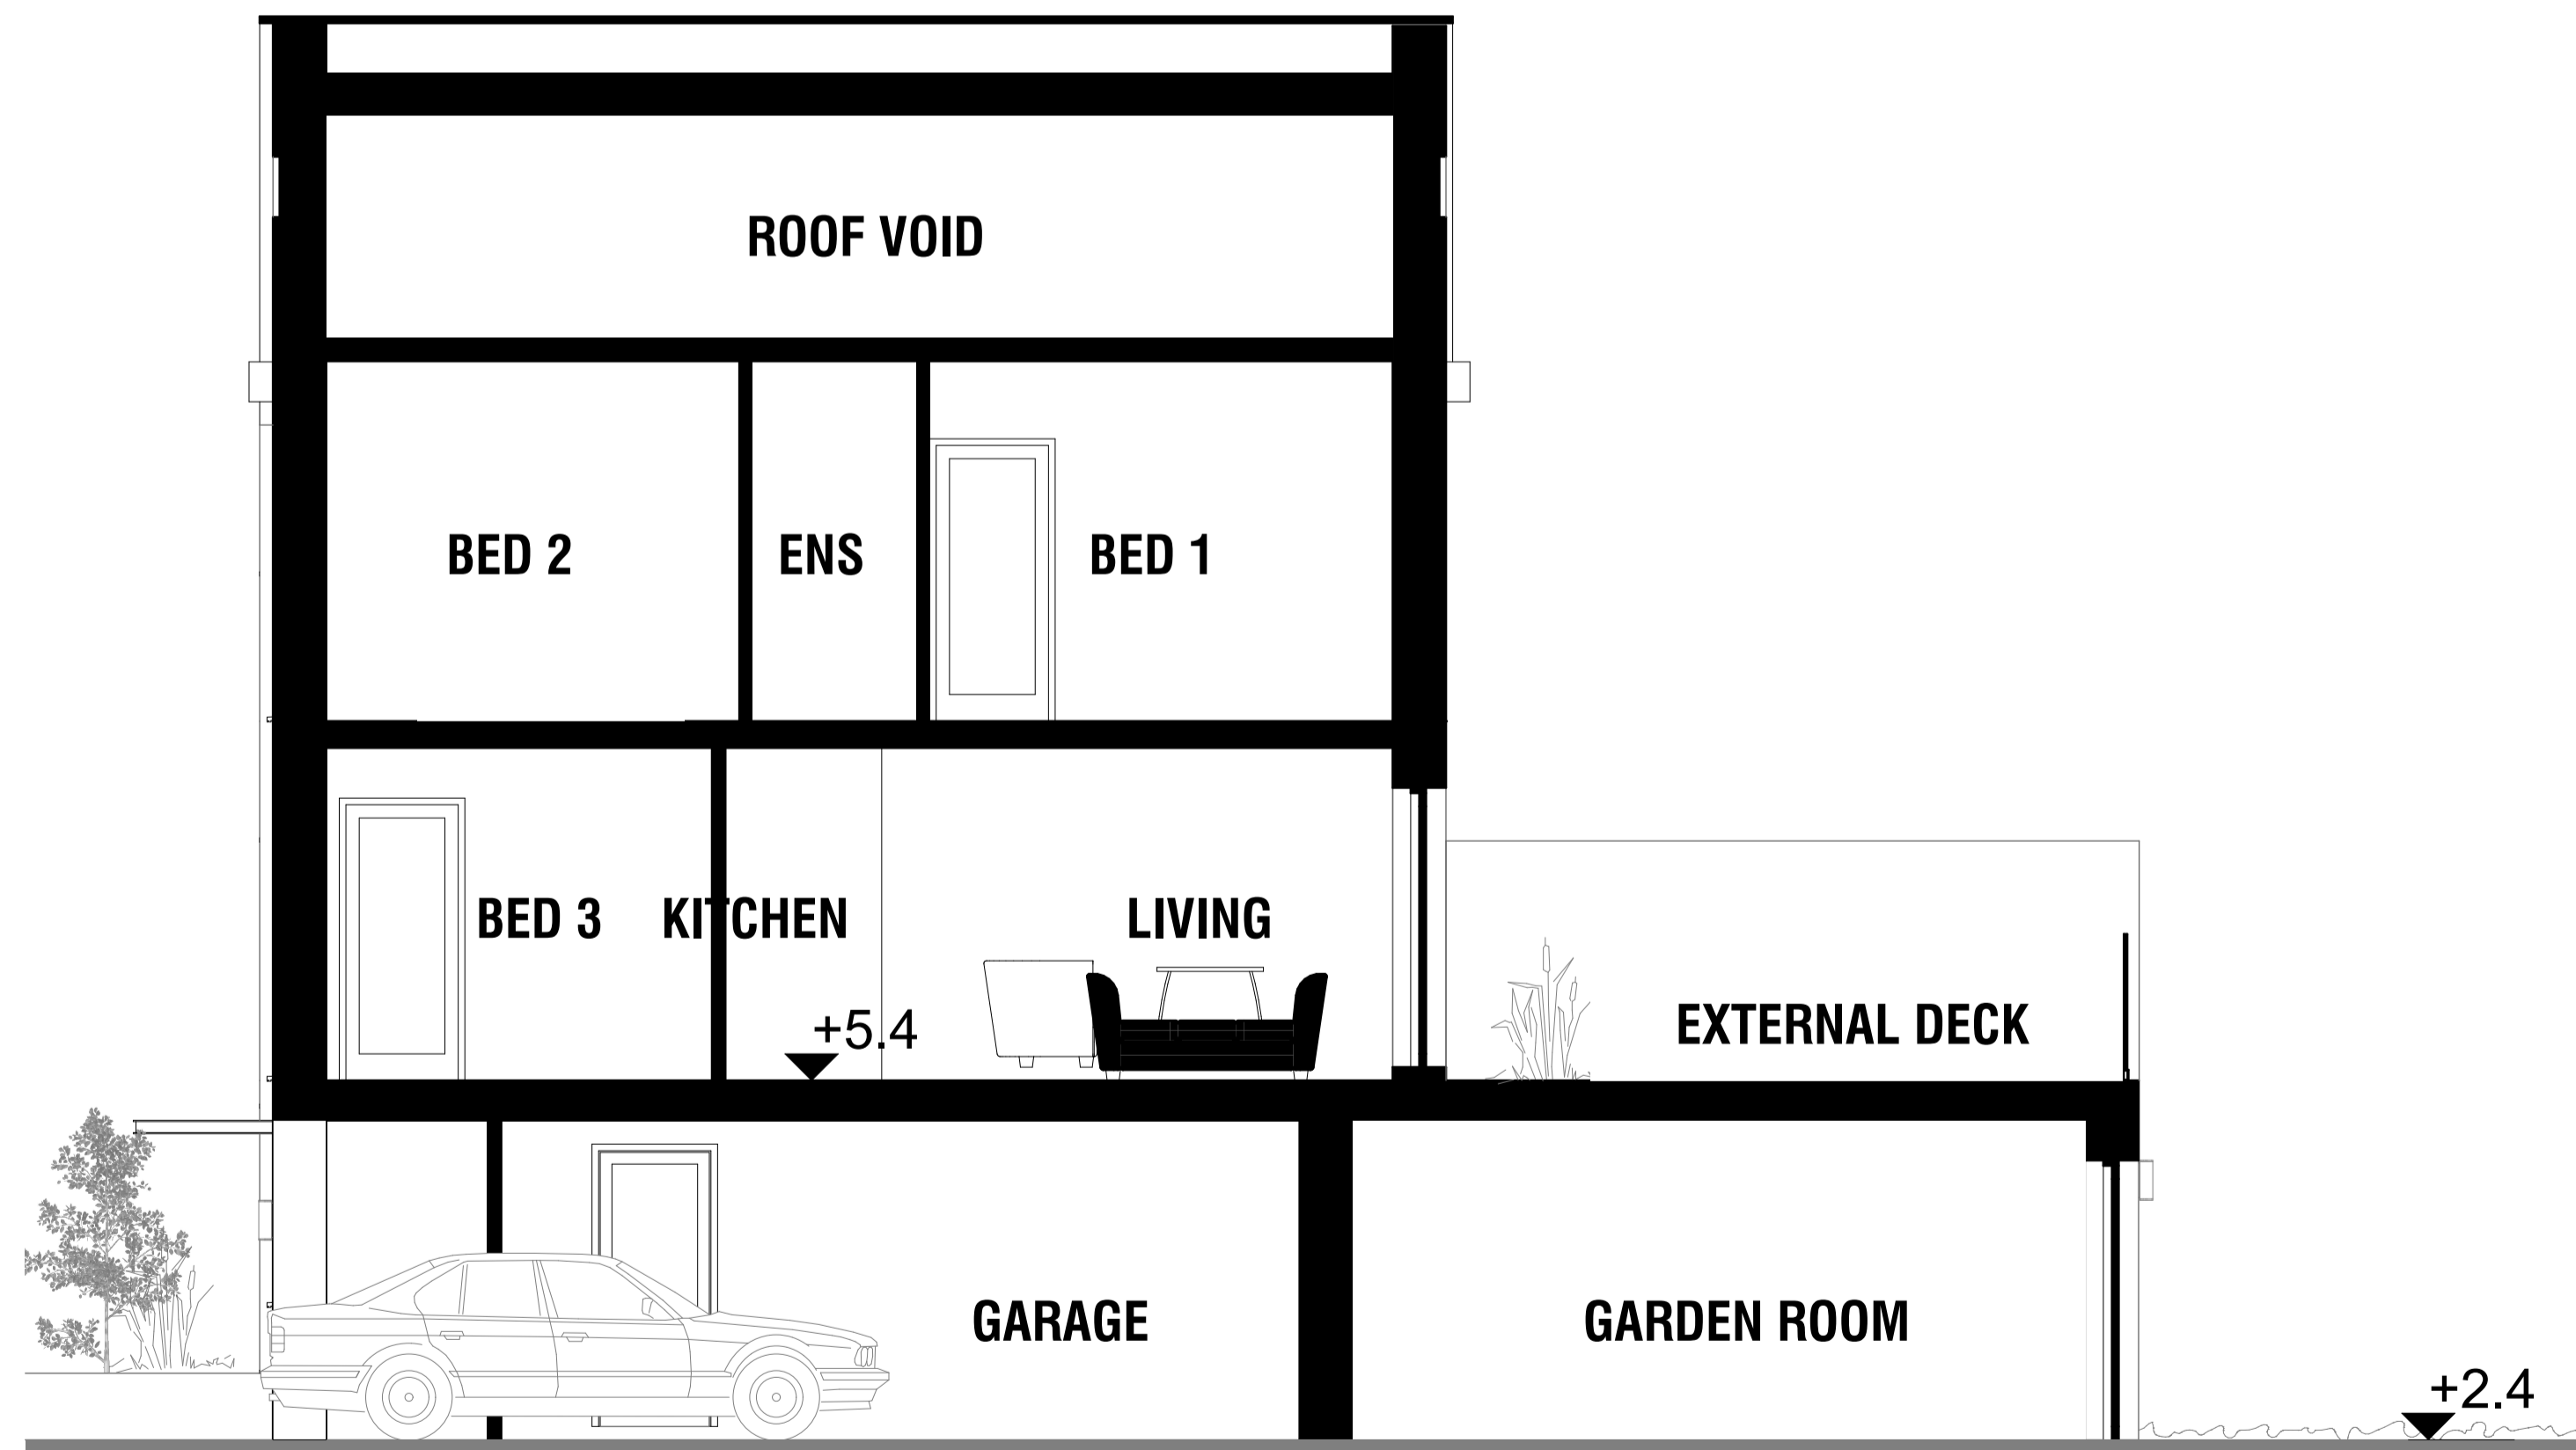 ROOF VOID
BED 2 ENS BED 1
BED 3 KITCHEN LIVING
+5.4
EXTERNAL DECK
GARAGE GARDEN ROOM
+2.4